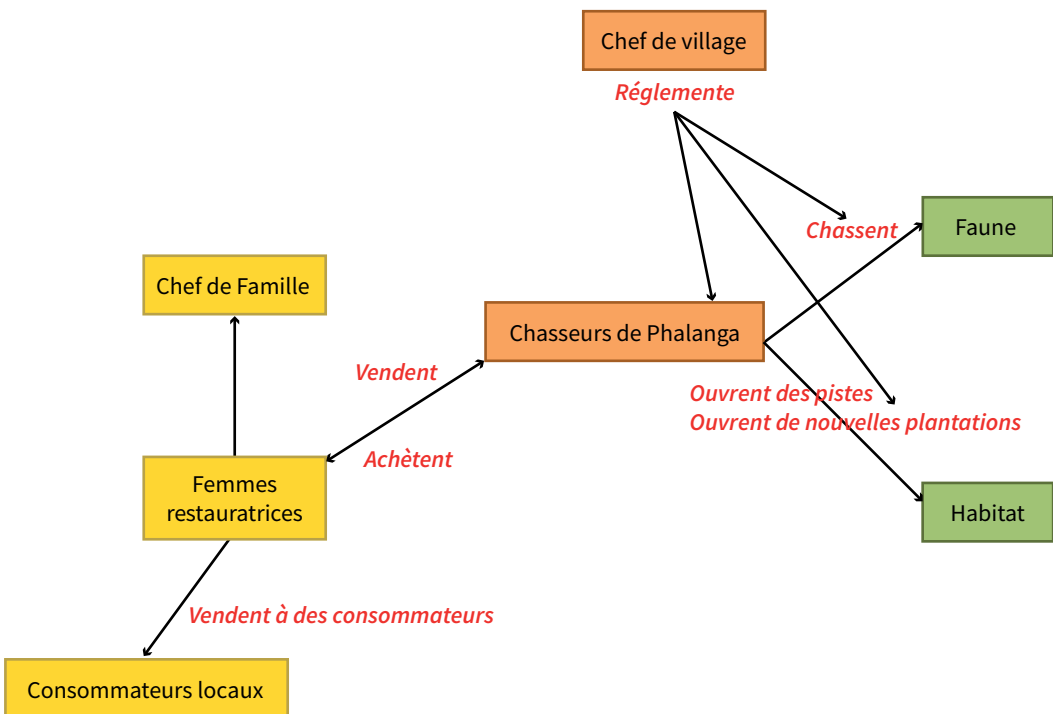 Chef de village
Réglemente
Chassent
Faune
Chef de Famille
Chasseurs de Phalanga
Vendent
Ouvrent des pistes
Ouvrent de nouvelles plantations
Achètent
Femmes
restauratrices
Habitat
Vendent à des consommateurs
Consommateurs locaux